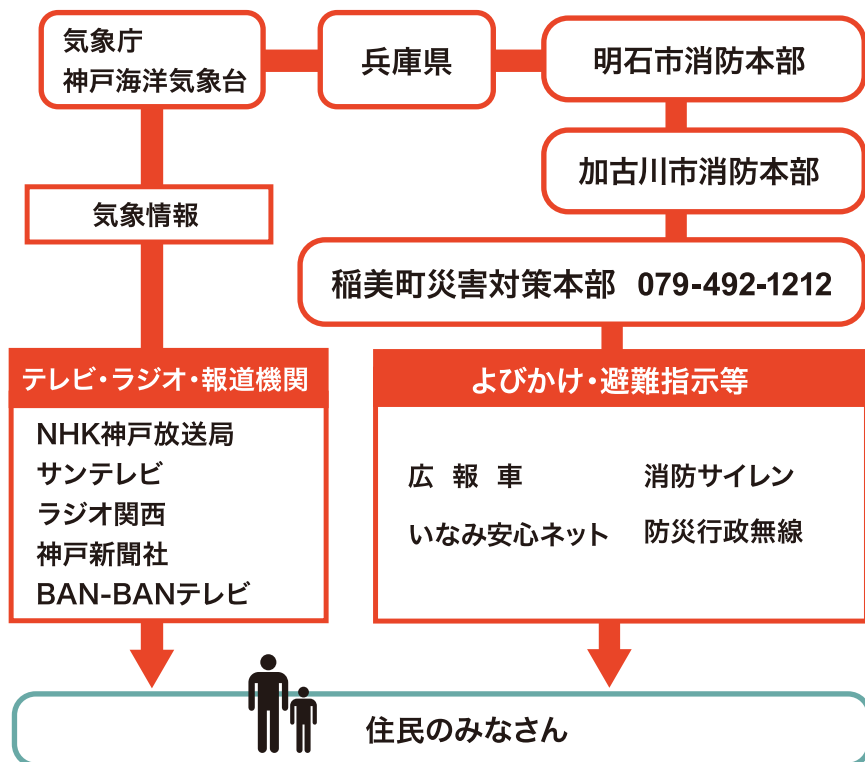 気象庁
神戸海洋気象台
兵庫県
明石市消防本部
加古川市消防本部
気象情報
稲美町災害対策本部 079-492-1212
テレビ・ラジオ・報道機関
NHK神戸放送局
サンテレビ
ラジオ関西
神戸新聞社
BAN-BANテレビ
よびかけ・避難指示等
広報車 消防サイレン
いなみ安心ネット 防災行政無線
住民のみなさん